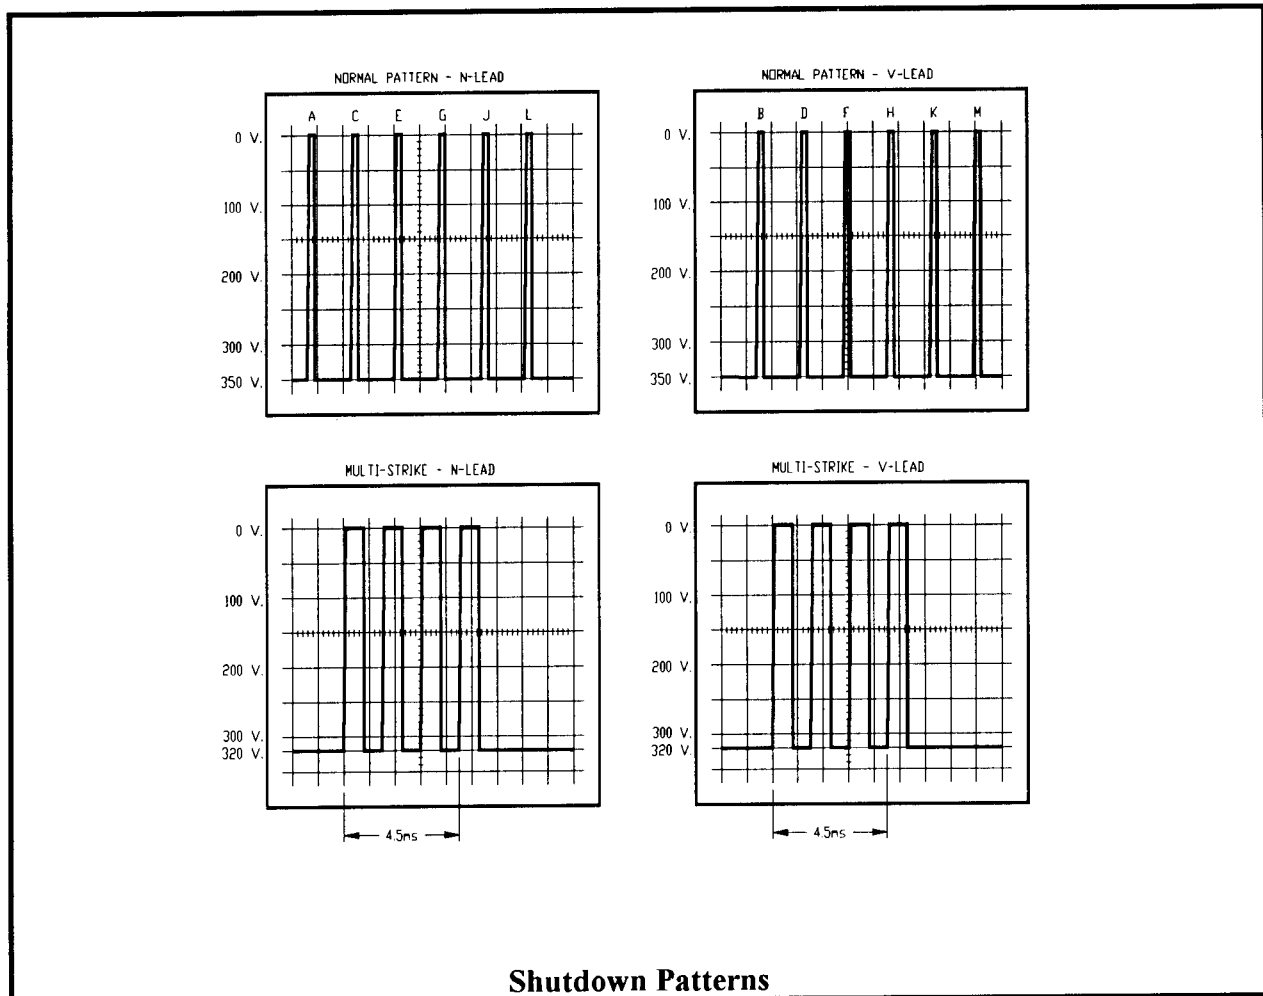 NORMAL PATTERN - N-LEAD
A C E G J L
0 V.
100 V.
200 V.
300 V.
350 V.
NORMAL PATTERN - V-LEAD
B D F H K M
0 V.
100 V.
200 V.
300 V.
350 V.
MULTI-STRIKE - N-LEAD
0 V.
100 V.
200 V.
300 V.
320 V.
4.5ms
MULTI-STRIKE - V-LEAD
0 V.
100 V.
200 V.
300 V.
320 V.
4.5ms
Shutdown Patterns